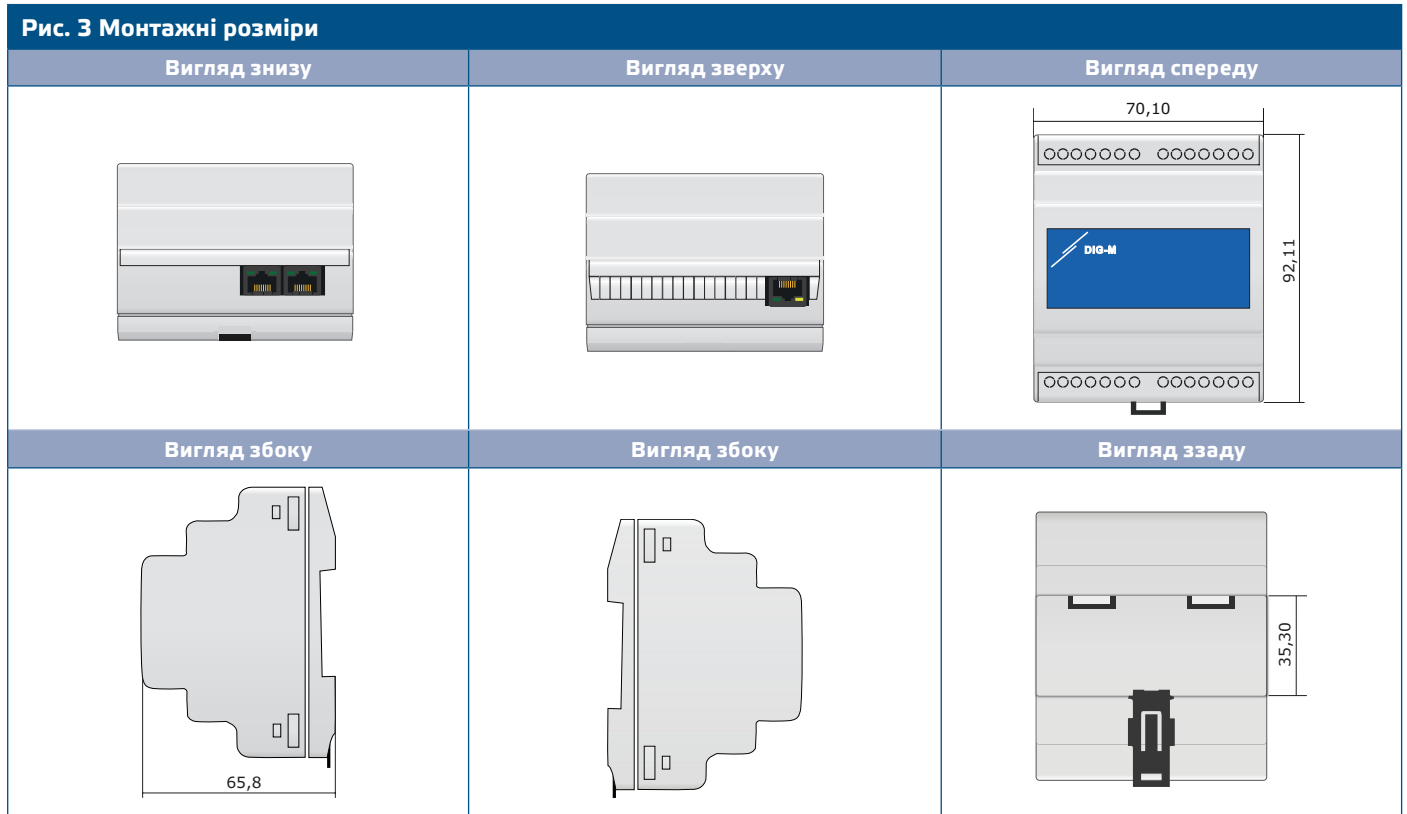 Рис. 3 Монтажні розміри
Вигляд знизу
Вигляд зверху
Вигляд спереду
70,10
DIG-M
92,11
Вигляд збоку
Вигляд збоку
Вигляд ззаду
65,8
35,30